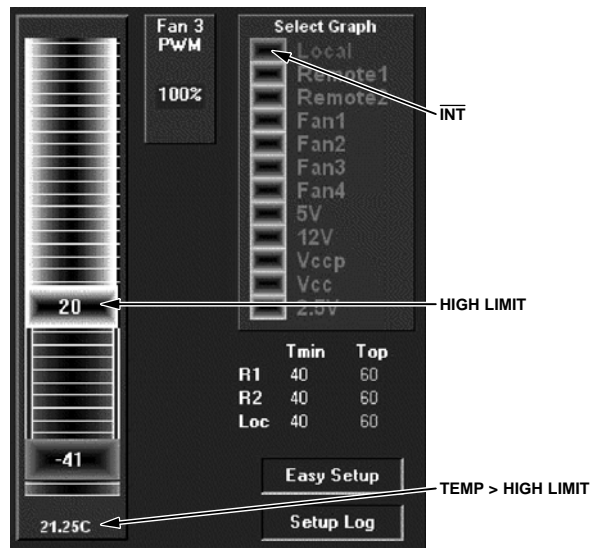 Fan 3
PWM
100%
Select Graph
Local
Remote1
Remote2
Fan1
Fan2
Fan3
Fan4
5V
12V
Vccp
Vcc
2.5V
INT
20
HIGH LIMIT
Tmin Top
R1 40 60
R2 40 60
Loc 40 60
-41
Easy Setup
TEMP > HIGH LIMIT
21.25C
Setup Log